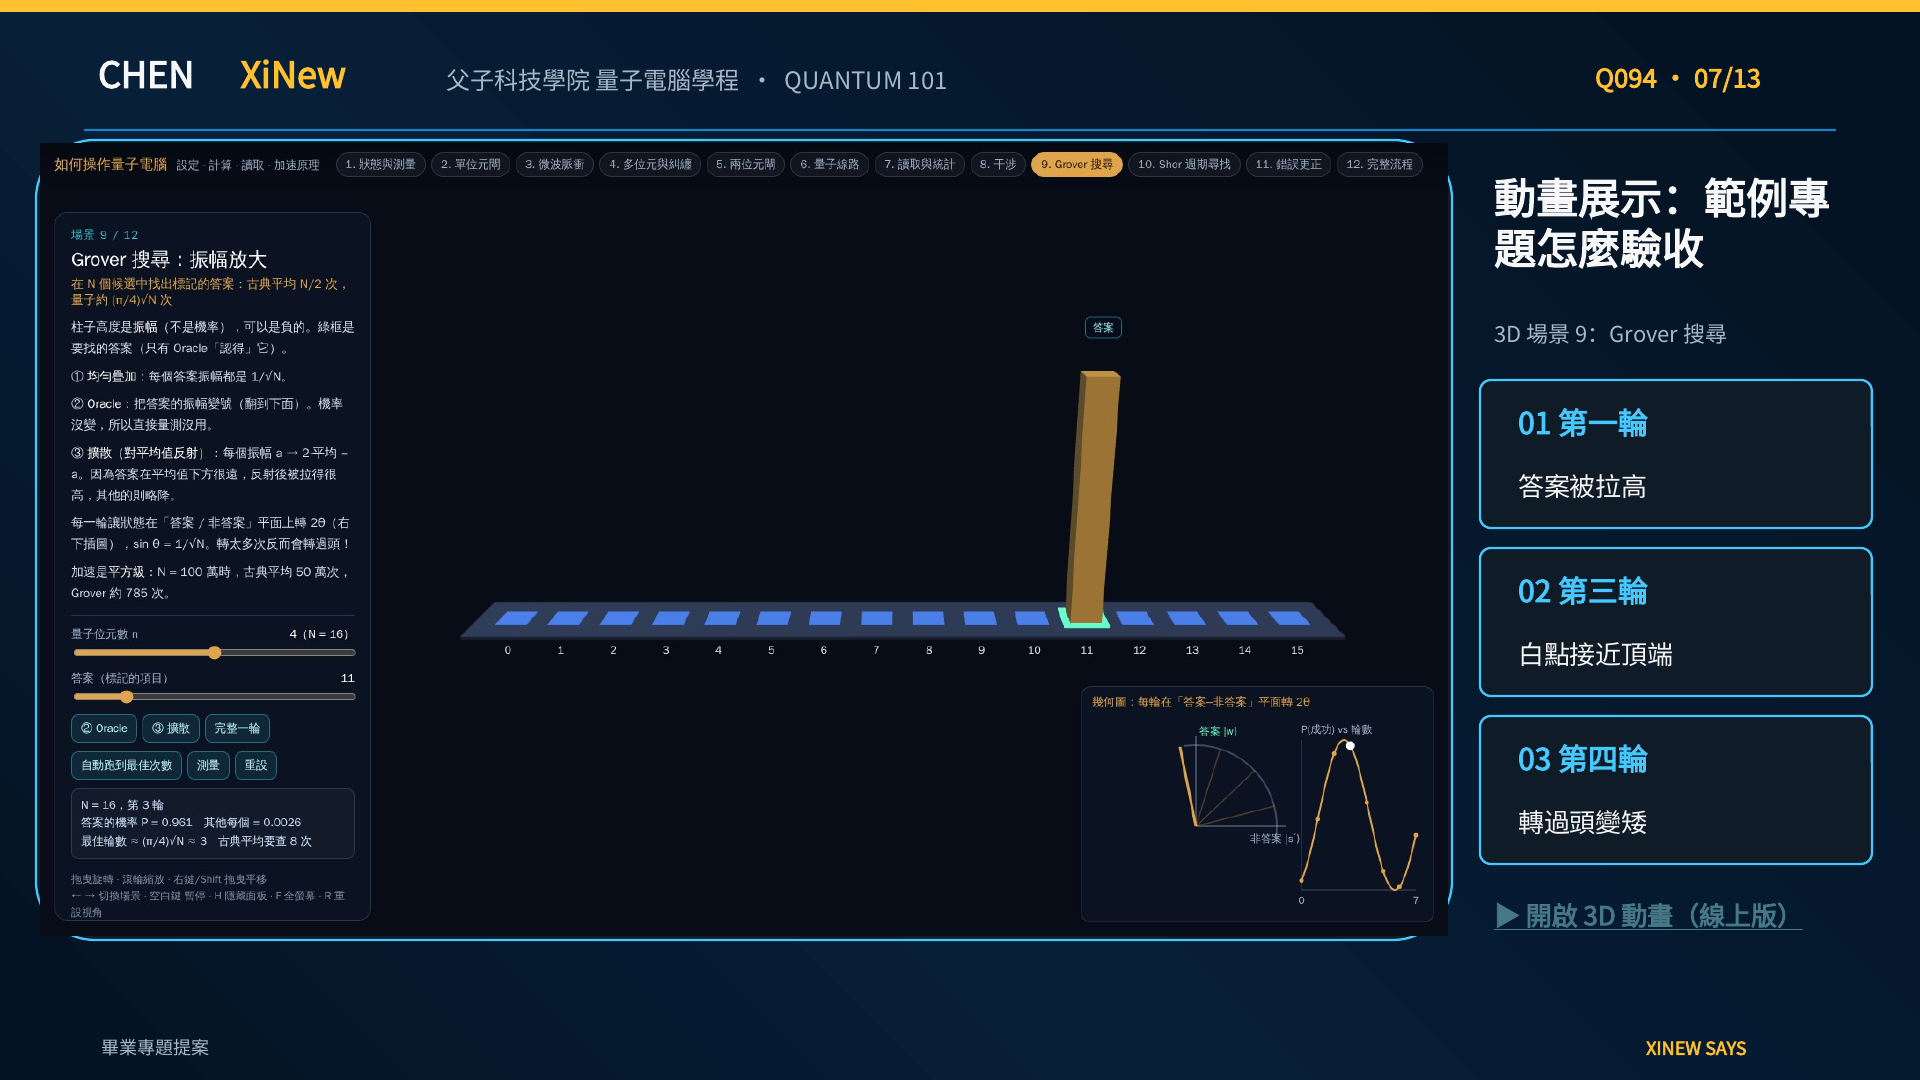 CHEN XiNew 父子科技學院 量子電腦學程 • QUANTUM 101 Q094 • 07/13
如何操作量子電腦 設定 · 計算 · 讀取 · 加速原理 1. 狀態與測量 2. 單位元閘 3. 微波脈衝 4. 多位元與糾纏 5. 兩位元閘 6. 量子線路 7. 讀取與統計 8. 干涉 9. Grover 搜尋 10. Shor 週期尋找 11. 錯誤更正 12. 完整流程
場景 9 / 12
Grover 搜尋：振幅放大
在 N 個候選中找出標記的答案：古典平均 N/2 次，
量子約 (π/4)√N 次
柱子高度是振幅（不是機率），可以是負的。綠框是
要找的答案（只有 Oracle「認得」它）。
① 均勻疊加：每個答案振幅都是 1/√N。
② Oracle：把答案的振幅變號（翻到下面）。機率
沒變，所以直接量測沒用。
③ 擴散（對平均值反射）：每個振幅 a → 2·平均 −
a。因為答案在平均值下方很遠，反射後被拉得很
高，其他的則略降。
每一輪讓狀態在「答案 / 非答案」平面上轉 2θ（右
下插圖），sin θ = 1/√N。轉太多次反而會轉過頭！
加速是平方級：N = 100 萬時，古典平均 50 萬次，
Grover 約 785 次。
量子位元數 n 4（N = 16）
答案（標記的項目） 11
② Oracle ③ 擴散 完整一輪
自動跑到最佳次數 測量 重設
N = 16，第 3 輪
答案的機率 P = 0.961 其他每個 = 0.0026
最佳輪數 ≈ (π/4)√N ≈ 3 古典平均要查 8 次
拖曳旋轉 · 滾輪縮放 · 右鍵/Shift 拖曳平移
← → 切換場景 · 空白鍵 暫停 · H 隱藏面板 · F 全螢幕 · R 重
設視角
答案
0 1 2 3 4 5 6 7 8 9 10 11 12 13 14 15
幾何圖：每輪在「答案–非答案」平面轉 2θ
答案 |w⟩ P(成功) vs 輪數
非答案 |s'⟩
0 7
動畫展示：範例專
題怎麼驗收
3D 場景 9：Grover 搜尋
01 第一輪
答案被拉高
02 第三輪
白點接近頂端
03 第四輪
轉過頭變矮
▶ 開啟 3D 動畫（線上版）
畢業專題提案 XINEW SAYS